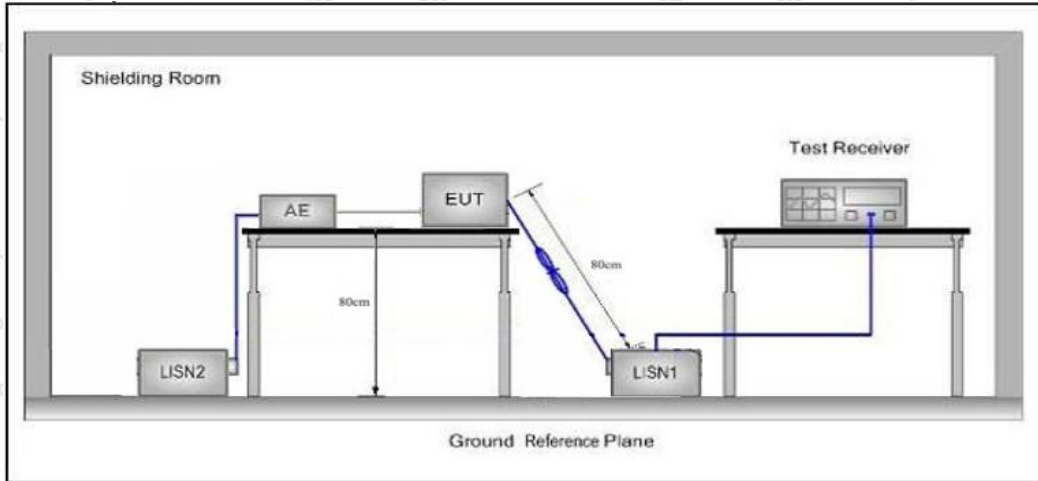 Shielding Room
Test Receiver
AE
EUT
80cm
80cm
LISN2
LISN1
Ground Reference Plane